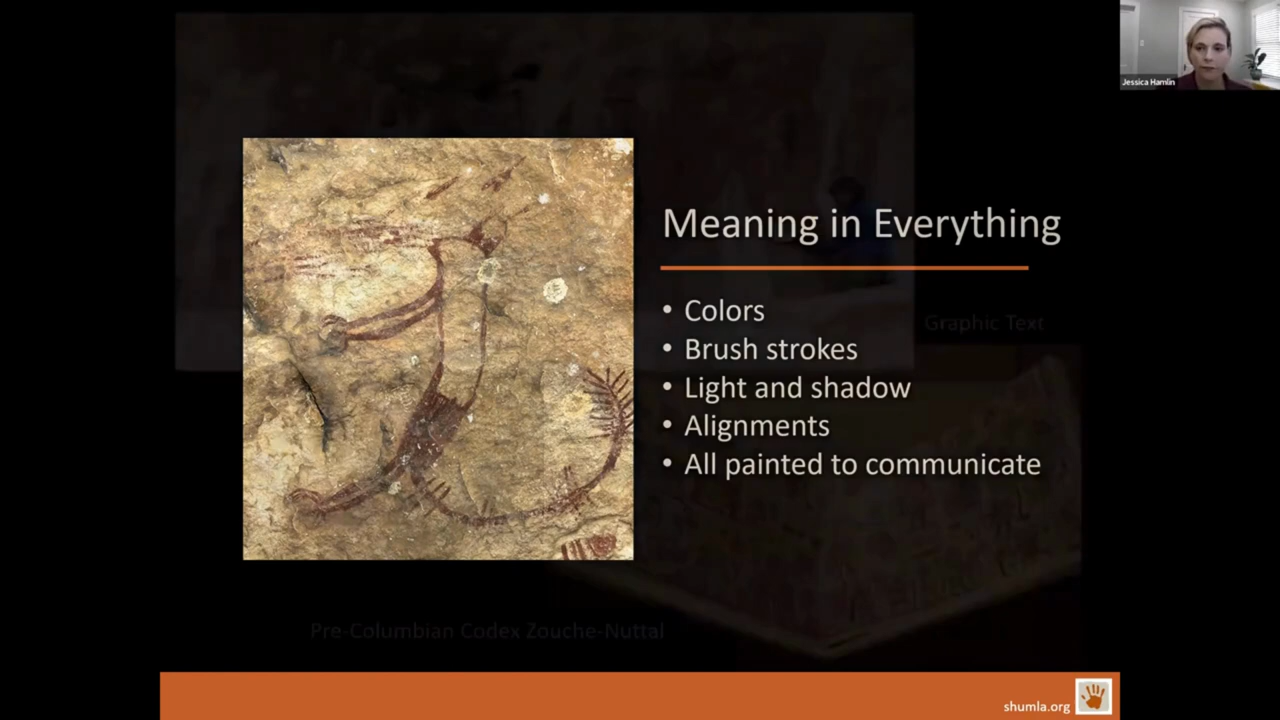 Jessica Hamlin
Meaning in Everything
• Colors
• Brush strokes
• Light and shadow
• Alignments
• All painted to communicate
Graphic Text
Pre-Columbian Codex Zouche-Nuttal
shumla.org